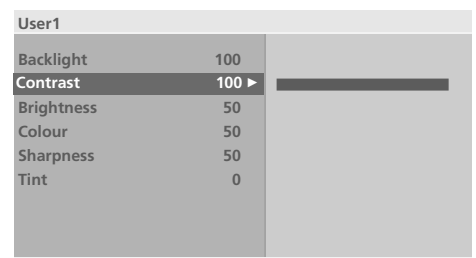 User1
Backlight 100
Contrast 100 ►
Brightness 50
Colour 50
Sharpness 50
Tint 0